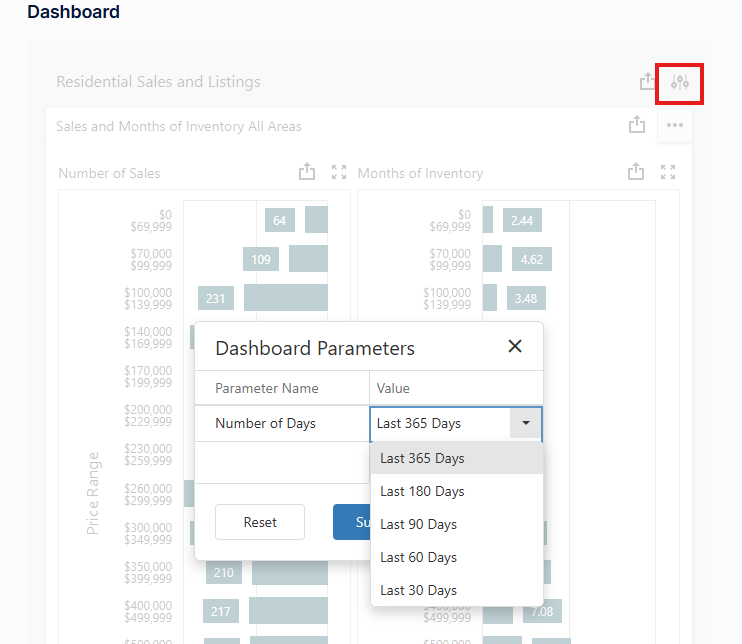 Dashboard
Residential Sales and Listings
Sales and Months of Inventory All Areas
Number of Sales
Months of Inventory
$0
$69,999
64
$0
$69,999
2.44
$70,000
$99,999
109
$70,000
$99,999
4.62
$100,000
$139,999
231
$100,000
$139,999
3.48
$140,000
$169,999
$170,000
$199,999
$200,000
$229,999
$230,000
$259,999
$260,000
$299,999
$300,000
$349,999
$350,000
$399,999
210
$400,000
$499,999
217
$400,000
$499,999
7.08
Price Range
Dashboard Parameters
Parameter Name
Value
Number of Days
Last 365 Days
Last 365 Days
Last 180 Days
Last 90 Days
Last 60 Days
Last 30 Days
Reset
Su